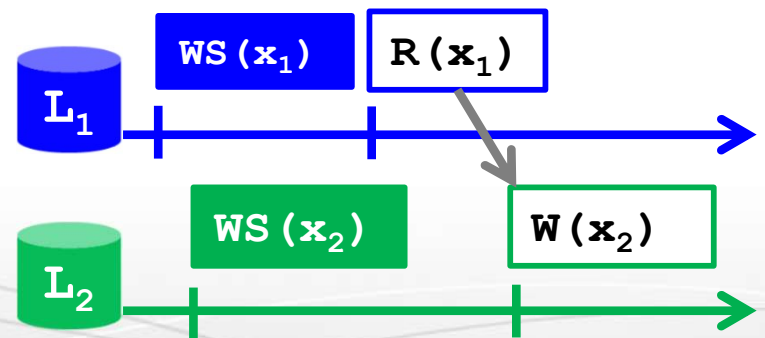 WS(x₁) R(x₁)
L₁
WS(x₂) W(x₂)
L₂